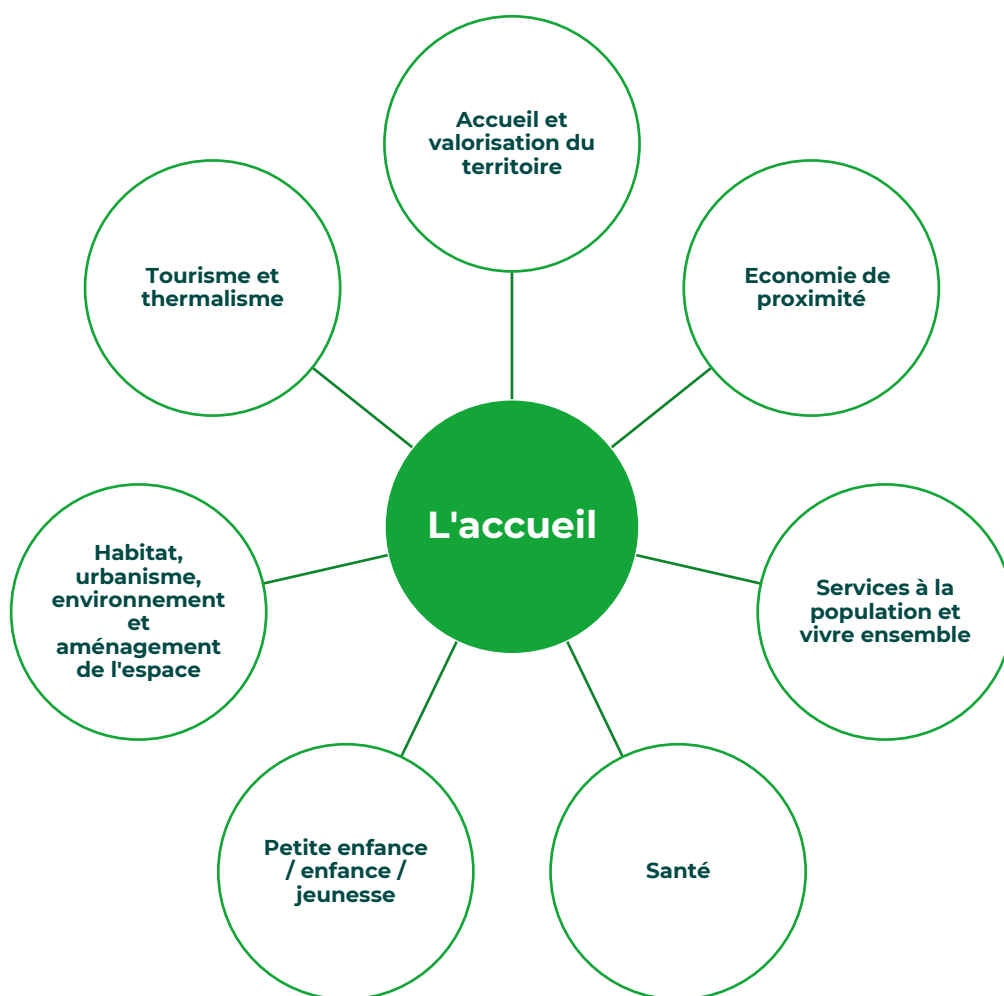 Accueil et
valorisation du
territoire
Tourisme et
thermalisme
Economie de
proximité
L'accueil
Habitat,
urbanisme,
environnement
et
aménagement
de l'espace
Services à la
population et
vivre ensemble
Petite enfance
/ enfance /
jeunesse
Santé